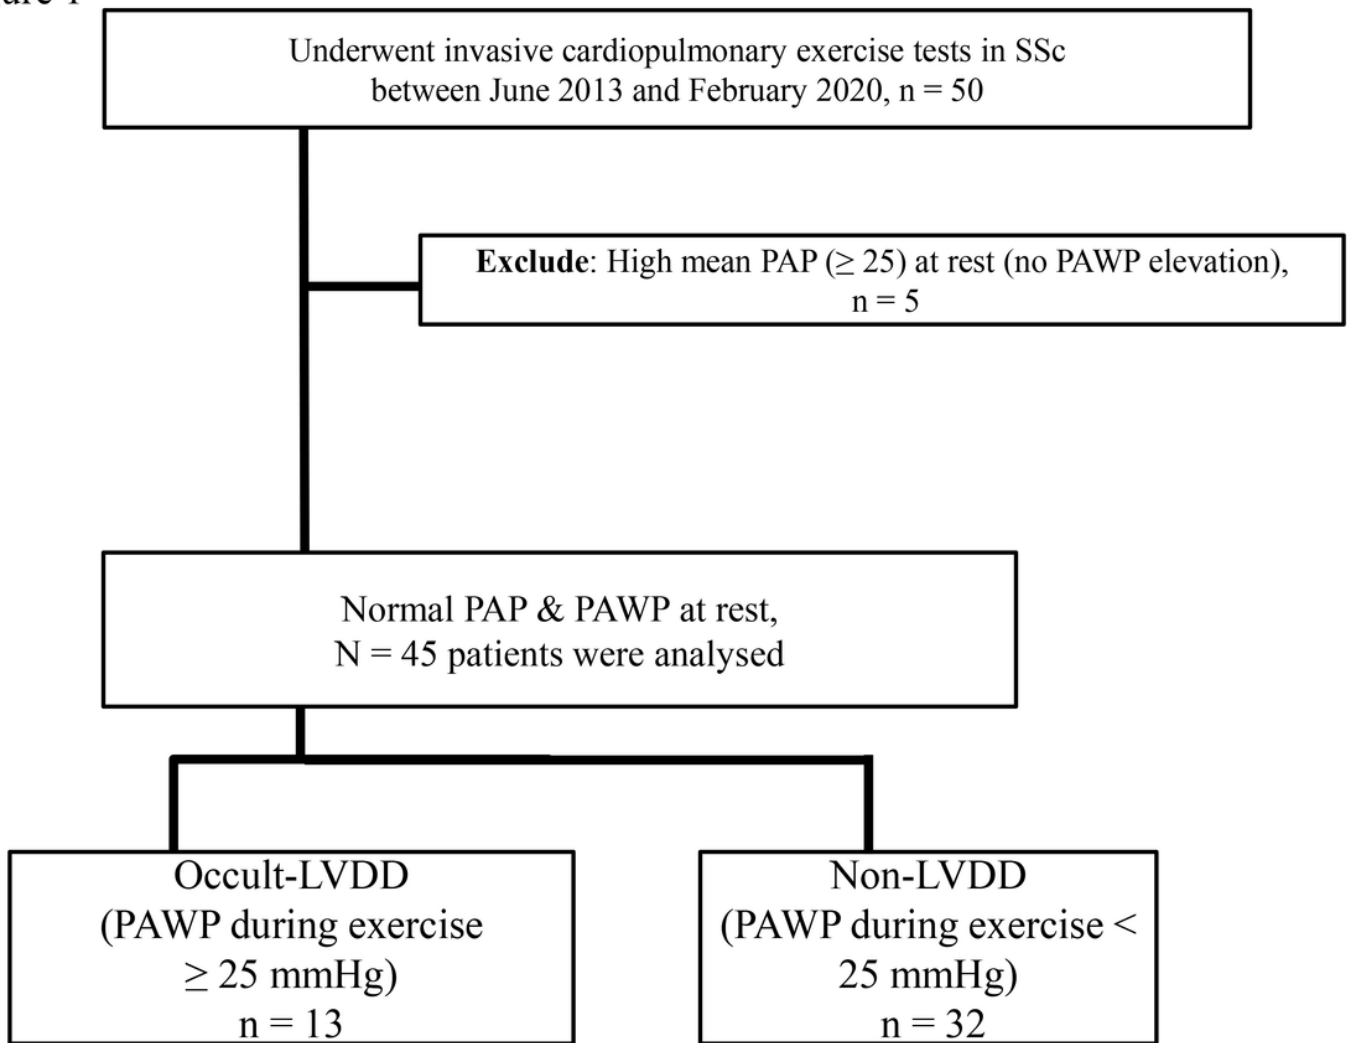 Underwent invasive cardiopulmonary exercise tests in SSc
between June 2013 and February 2020, n = 50
Exclude: High mean PAP (≥ 25) at rest (no PAWP elevation),
n = 5
Normal PAP & PAWP at rest,
N = 45 patients were analysed
Occult-LVDD
(PAWP during exercise
≥ 25 mmHg)
n = 13
Non-LVDD
(PAWP during exercise <
25 mmHg)
n = 32